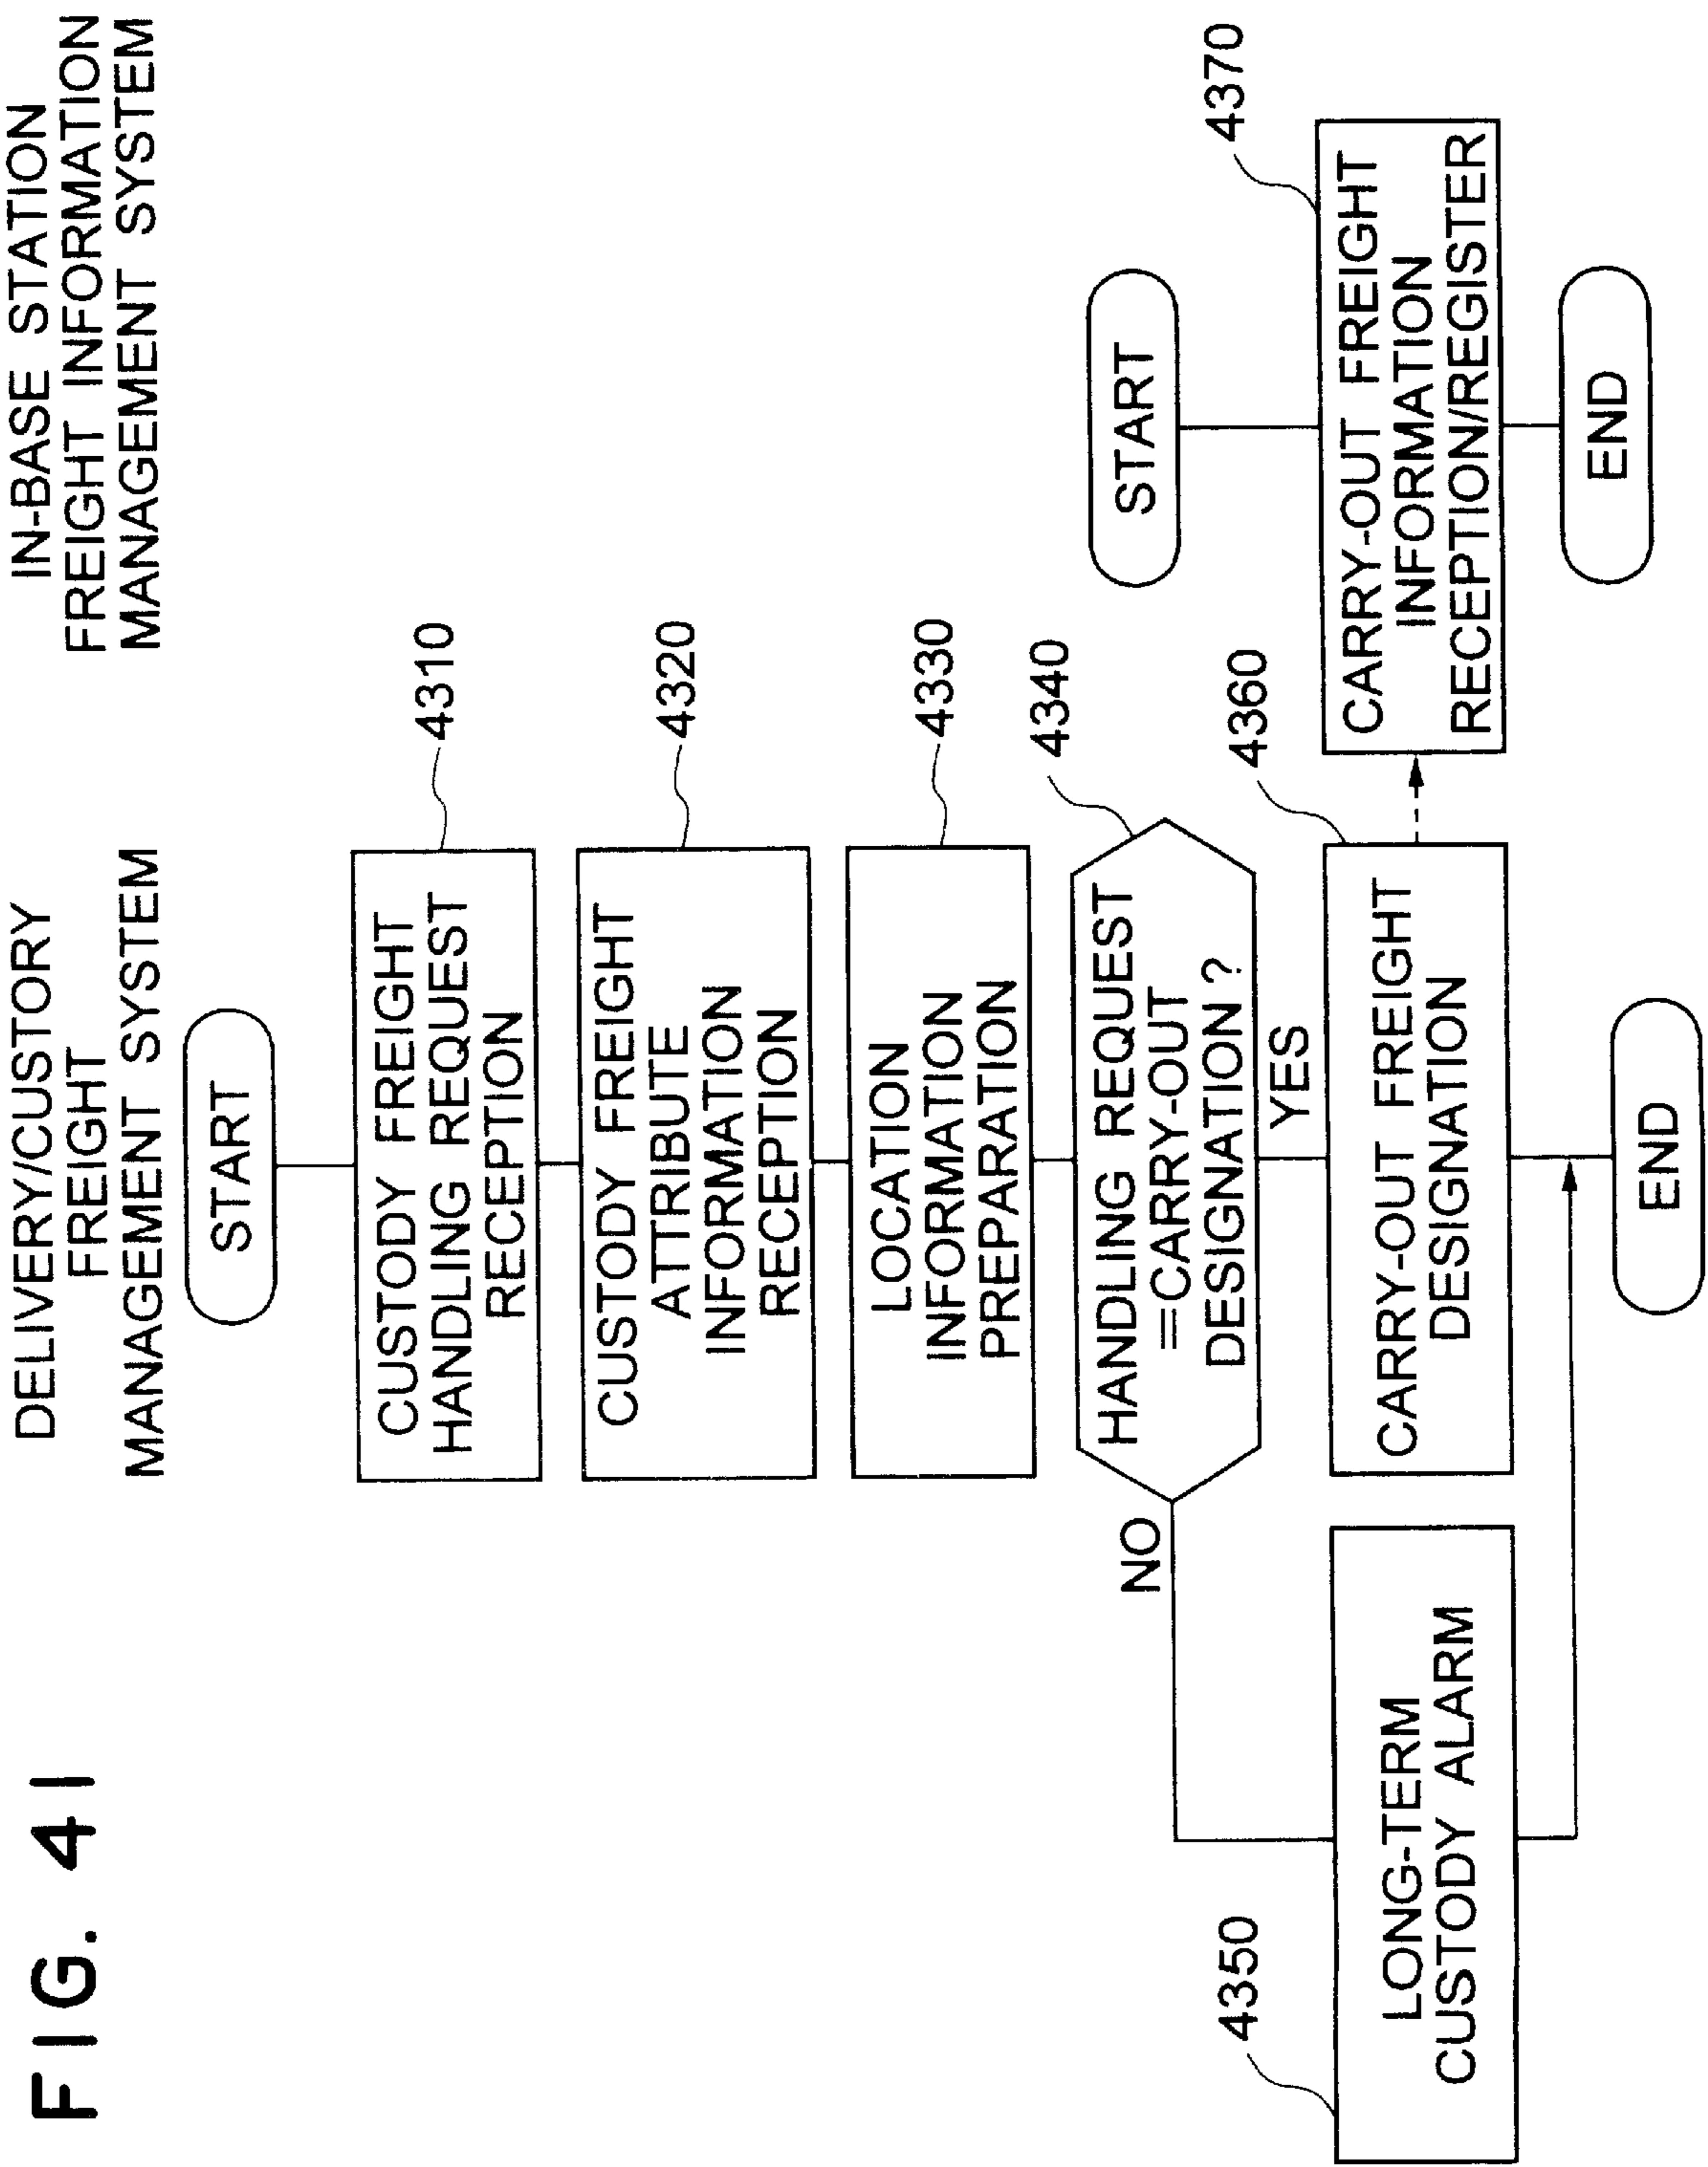 FIG. 41
DELIVERY/CUSTORY
FREIGHT
MANAGEMENT SYSTEM
IN-BASE STATION
FREIGHT INFORMATION
MANAGEMENT SYSTEM
START
CUSTODY FREIGHT
HANDLING REQUEST
RECEPTION
4310
CUSTODY FREIGHT
ATTRIBUTE
INFORMATION
RECEPTION
4320
LOCATION
INFORMATION
PREPARATION
4330
HANDLING REQUEST
=CARRY-OUT
DESIGNATION ?
4340
NO
YES
START
4350
LONG-TERM
CUSTODY ALARM
CARRY-OUT FREIGHT
DESIGNATION
4360
CARRY-OUT FREIGHT
INFORMATION
RECEPTION/REGISTER
4370
END
END